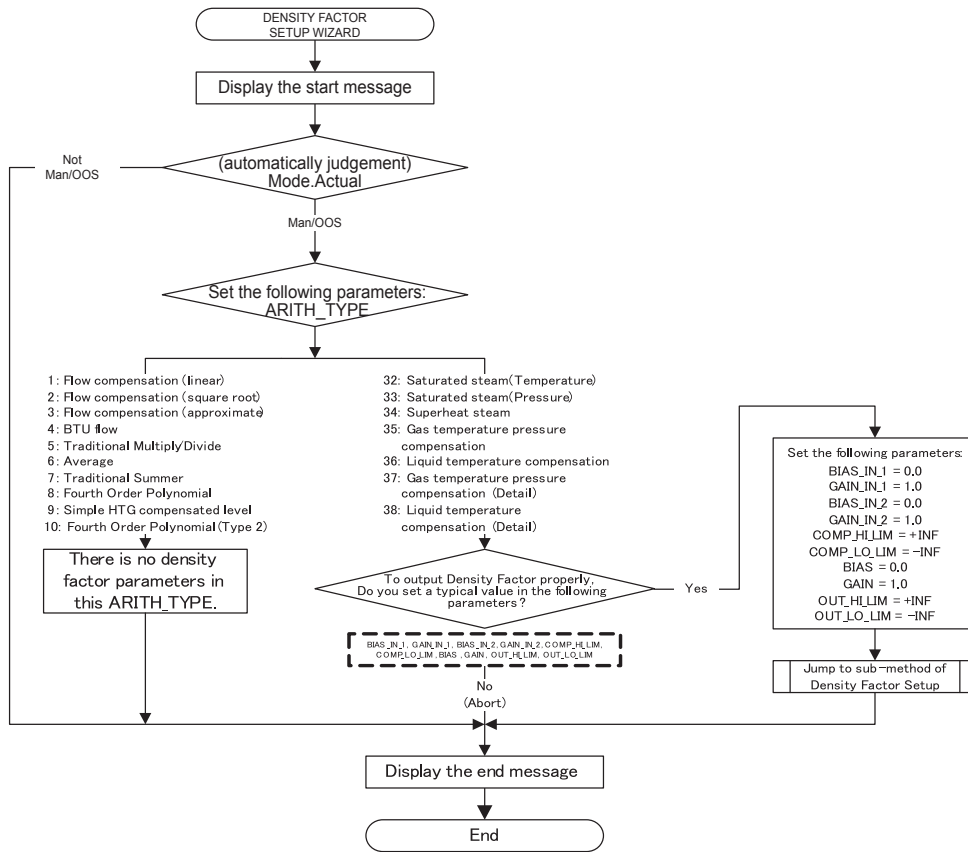 DENSITY FACTOR
SETUP WIZARD
Display the start message
(automatically judgement)
Mode.Actual
Not
Man/OOS
Man/OOS
Set the following parameters:
ARITH_TYPE
1: Flow compensation (linear)
2: Flow compensation (square root)
3: Flow compensation (approximate)
4: BTU flow
5: Traditional Multiply/Divide
6: Average
7: Traditional Summer
8: Fourth Order Polynomial
9: Simple HTG compensated level
10: Fourth Order Polynomial (Type 2)
There is no density
factor parameters in
this ARITH_TYPE.
32: Saturated steam(Temperature)
33: Saturated steam(Pressure)
34: Superheat steam
35: Gas temperature pressure
compensation
36: Liquid temperature compensation
37: Gas temperature pressure
compensation (Detail)
38: Liquid temperature
compensation (Detail)
To output Density Factor properly,
Do you set a typical value in the following
parameters?
BIAS_IN_1, GAIN_IN_1, BIAS_IN_2, GAIN_IN_2, COMP_HI_LIM,
COMP_LO_LIM, BIAS , GAIN, OUT_HI_LIM, OUT_LO_LIM
Yes
No
(Abort)
Set the following parameters:
BIAS_IN_1 = 0.0
GAIN_IN_1 = 1.0
BIAS_IN_2 = 0.0
GAIN_IN_2 = 1.0
COMP_HI_LIM = +INF
COMP_LO_LIM = -INF
BIAS = 0.0
GAIN = 1.0
OUT_HI_LIM = +INF
OUT_LO_LIM = -INF
Jump to sub-method of
Density Factor Setup
Display the end message
End